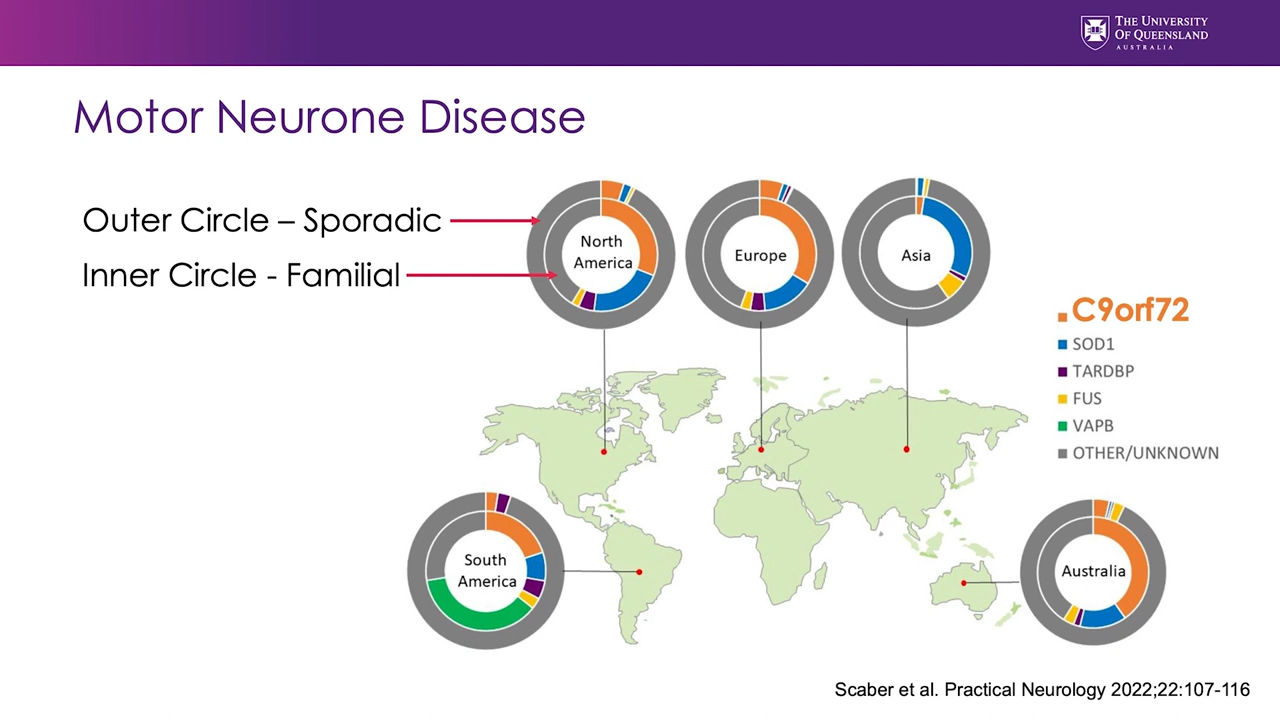 THE UNIVERSITY
OF QUEENSLAND
AUSTRALIA
Motor Neurone Disease
Outer Circle – Sporadic
Inner Circle - Familial
North
America
Europe
Asia
C9orf72
SOD1
TARDBP
FUS
VAPB
OTHER/UNKNOWN
South
America
Australia
Scaber et al. Practical Neurology 2022;22:107-116